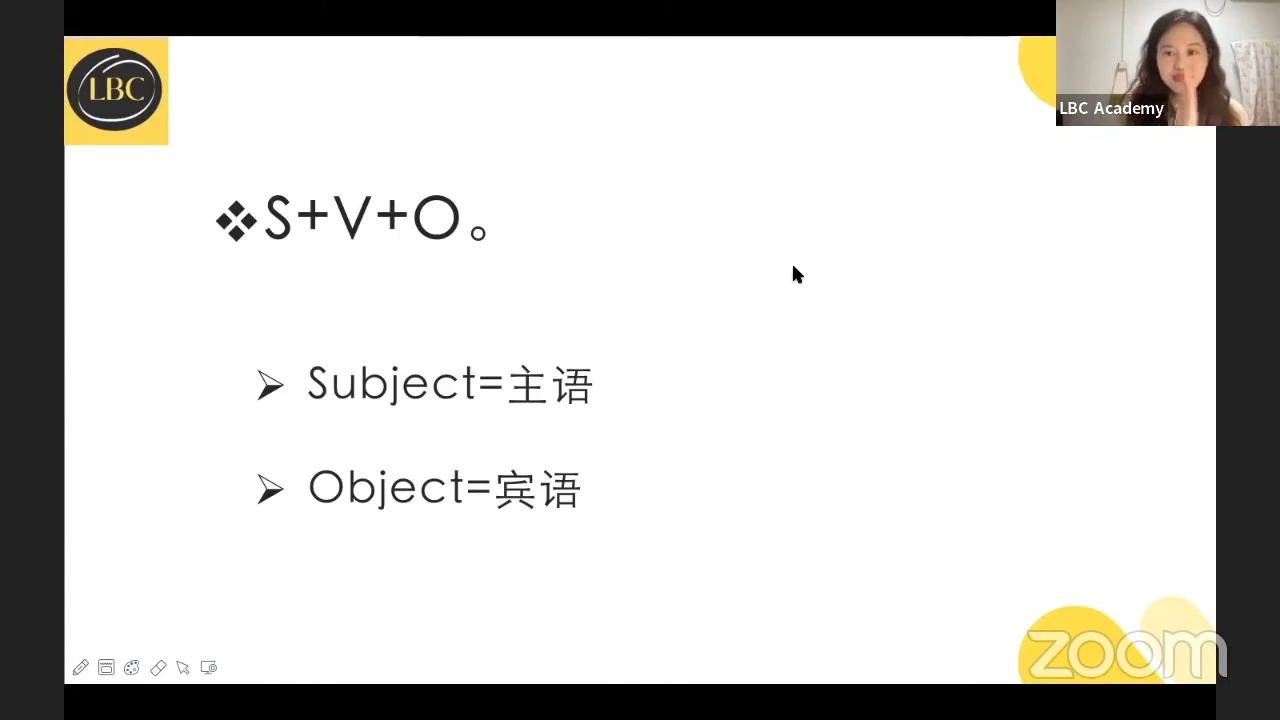 LBC
LBC Academy
❖S+V+O。
➢ Subject=主语
➢ Object=宾语
zoom